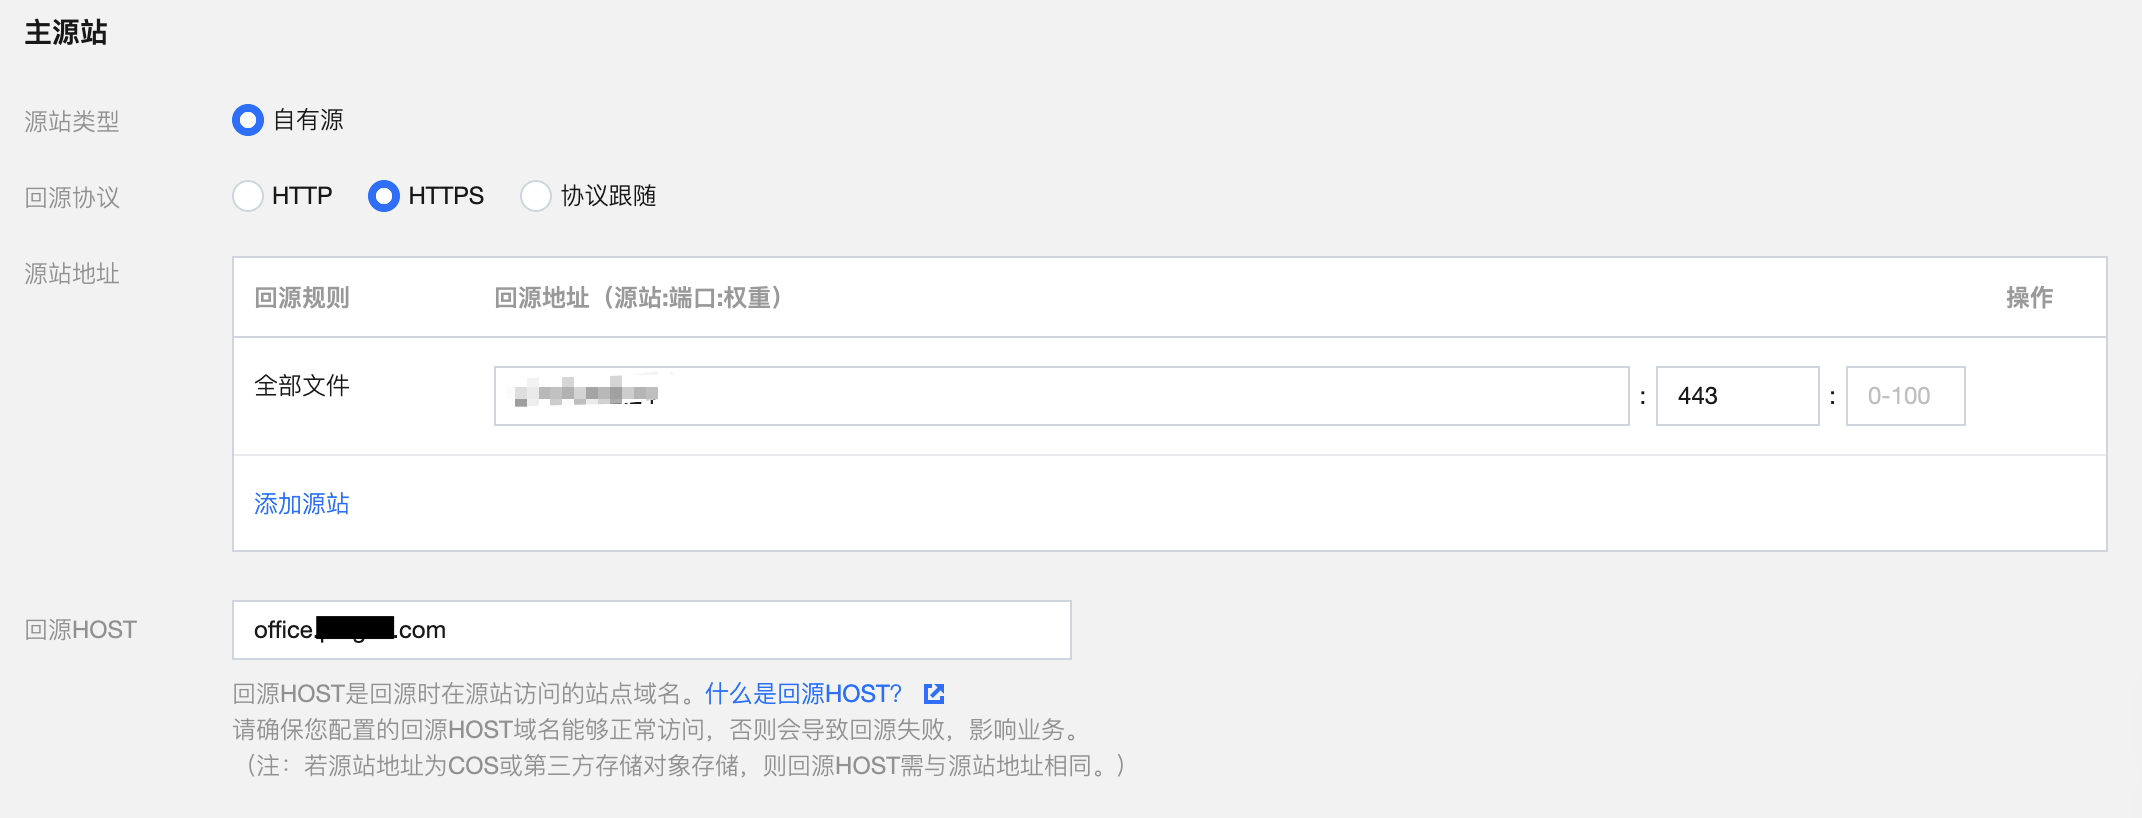 主源站
源站类型
自有源
回源协议
HTTP
HTTPS
协议跟随
源站地址
回源规则
回源地址（源站:端口:权重）
操作
全部文件
:
443
:
0-100
添加源站
回源HOST
office. .com
回源HOST是回源时在源站访问的站点域名。什么是回源HOST?
请确保您配置的回源HOST域名能够正常访问，否则会导致回源失败，影响业务。
（注：若源站地址为COS或第三方存储对象存储，则回源HOST需与源站地址相同。）